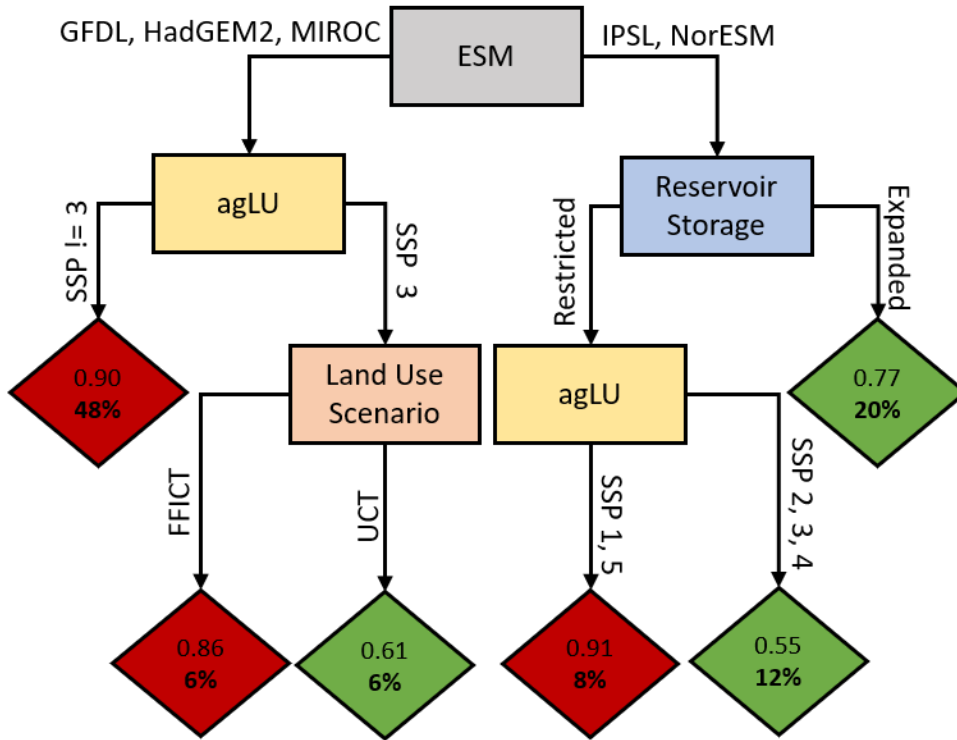 GFDL, HadGEM2, MIROC
ESM
IPSL, NorESM
agLU
Reservoir
Storage
SSP != 3
SSP 3
Restricted
Expanded
0.90
48%
Land Use
Scenario
agLU
0.77
20%
FFICT
UCT
SSP 1, 5
SSP 2, 3, 4
0.86
6%
0.61
6%
0.91
8%
0.55
12%